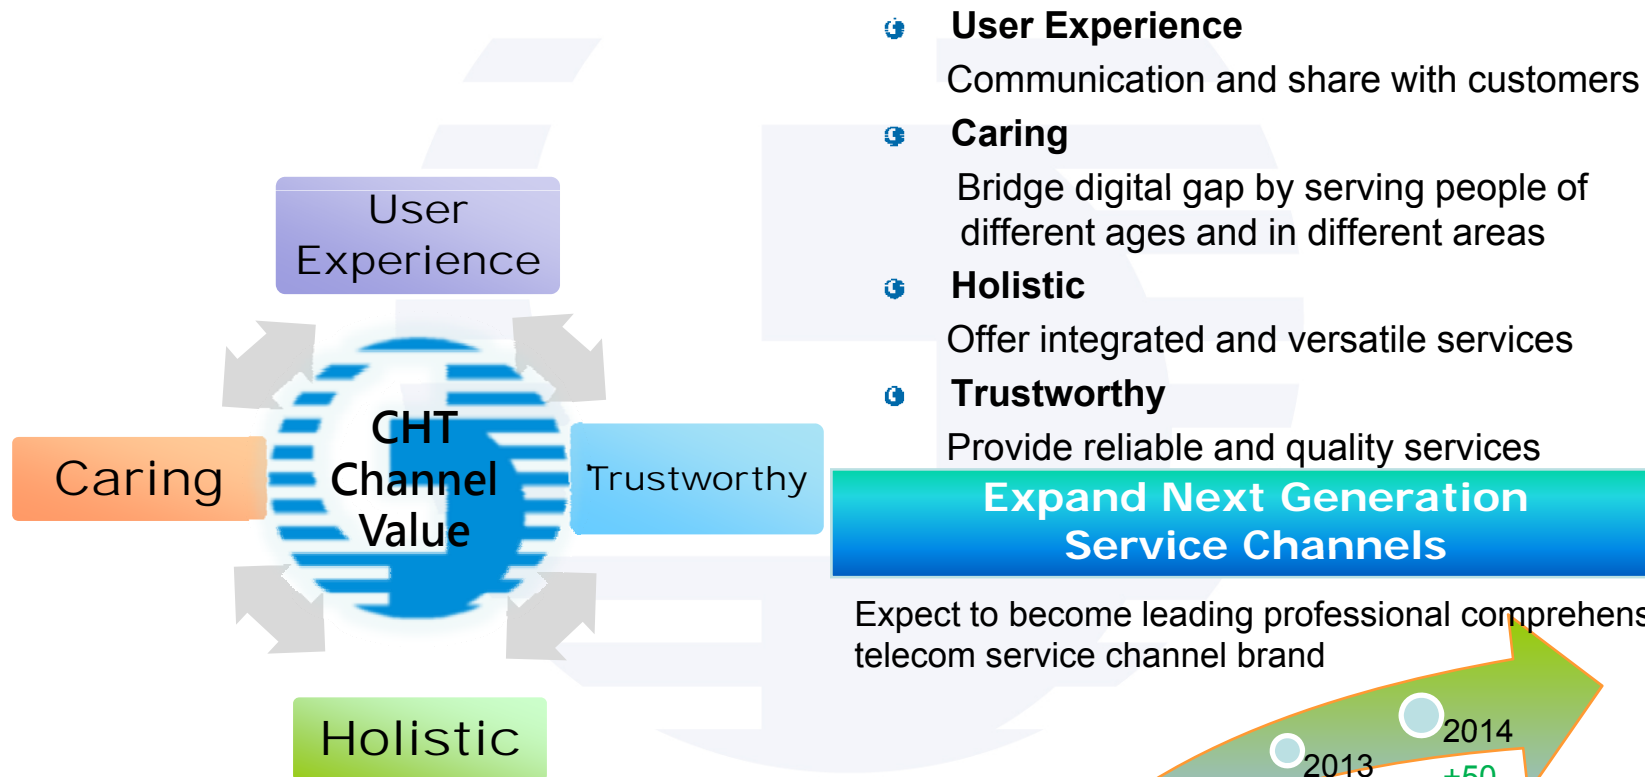 User
Experience
Caring
CHT
Channel
Value
Trustworthy
Holistic
User Experience
Communication and share with customers
Caring
Bridge digital gap by serving people of
different ages and in different areas
Holistic
Offer integrated and versatile services
Trustworthy
Provide reliable and quality services
Expand Next Generation
Service Channels
Expect to become leading professional comprehens
telecom service channel brand
2014
2013
+50